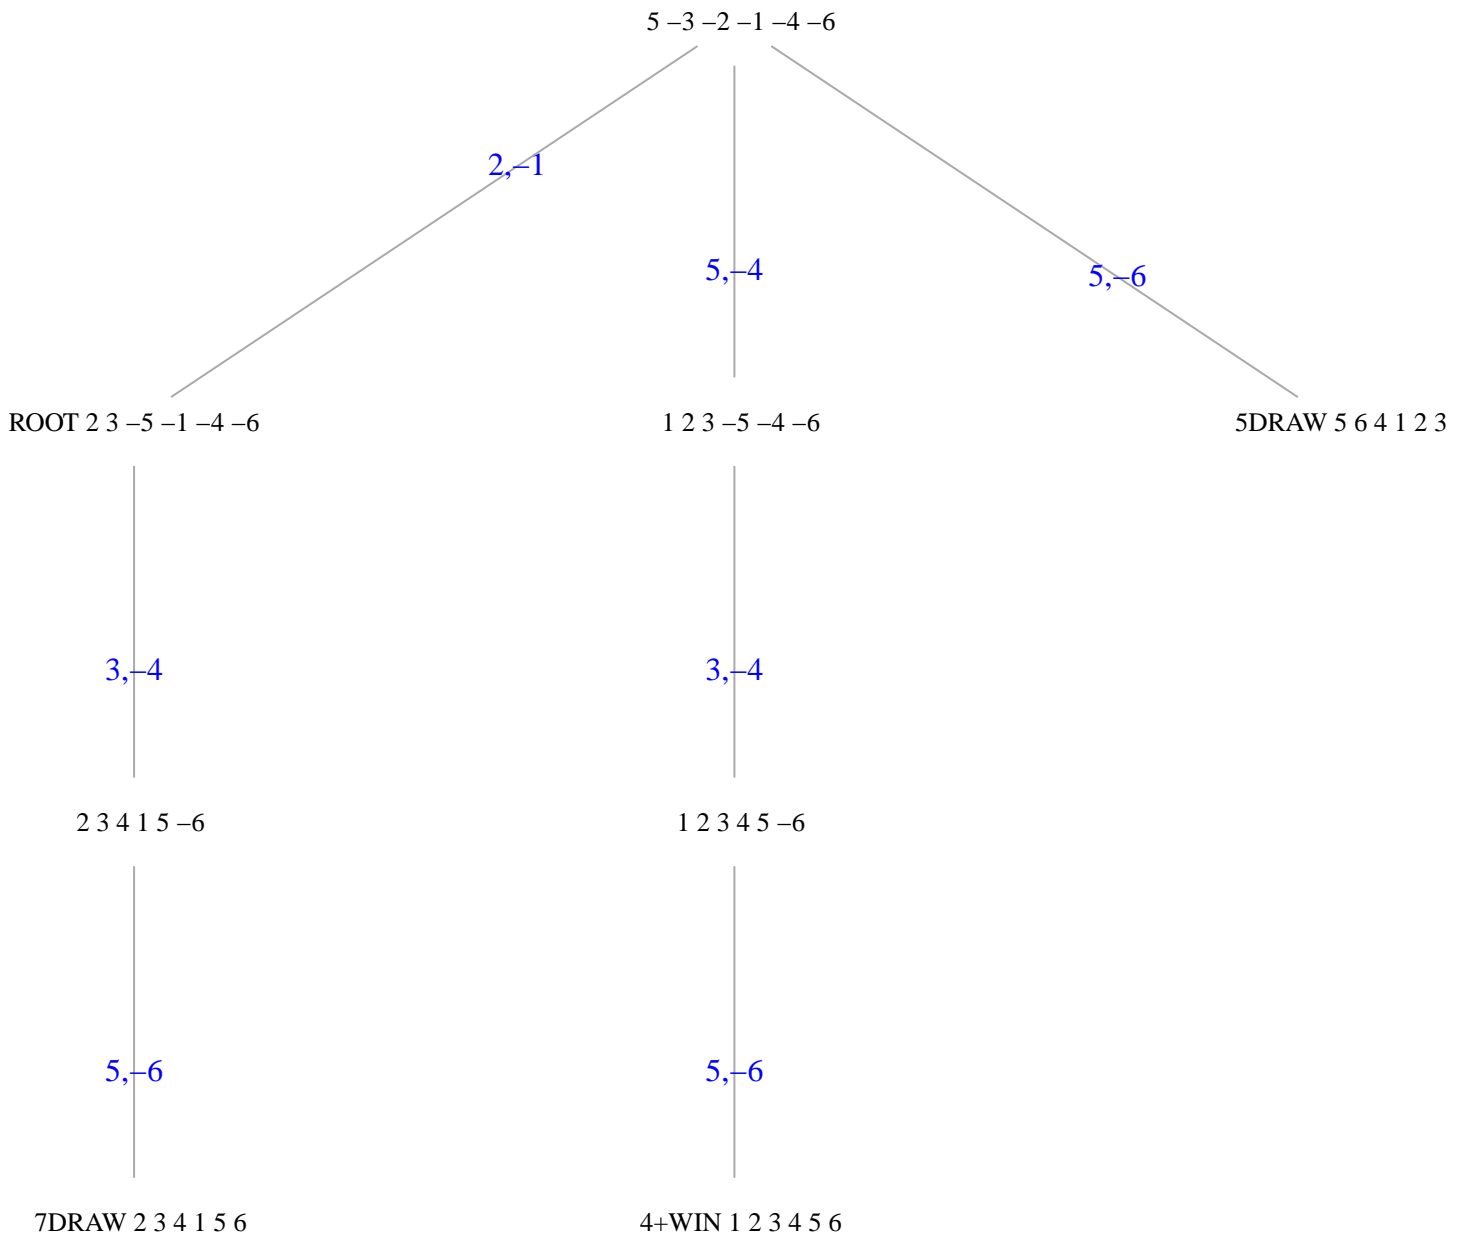 5 –3 –2 –1 –4 –6
2,–1
5,–4
5,–6
ROOT 2 3 –5 –1 –4 –6
1 2 3 –5 –4 –6
5DRAW 5 6 4 1 2 3
3,–4
3,–4
2 3 4 1 5 –6
1 2 3 4 5 –6
5,–6
5,–6
7DRAW 2 3 4 1 5 6
4+WIN 1 2 3 4 5 6